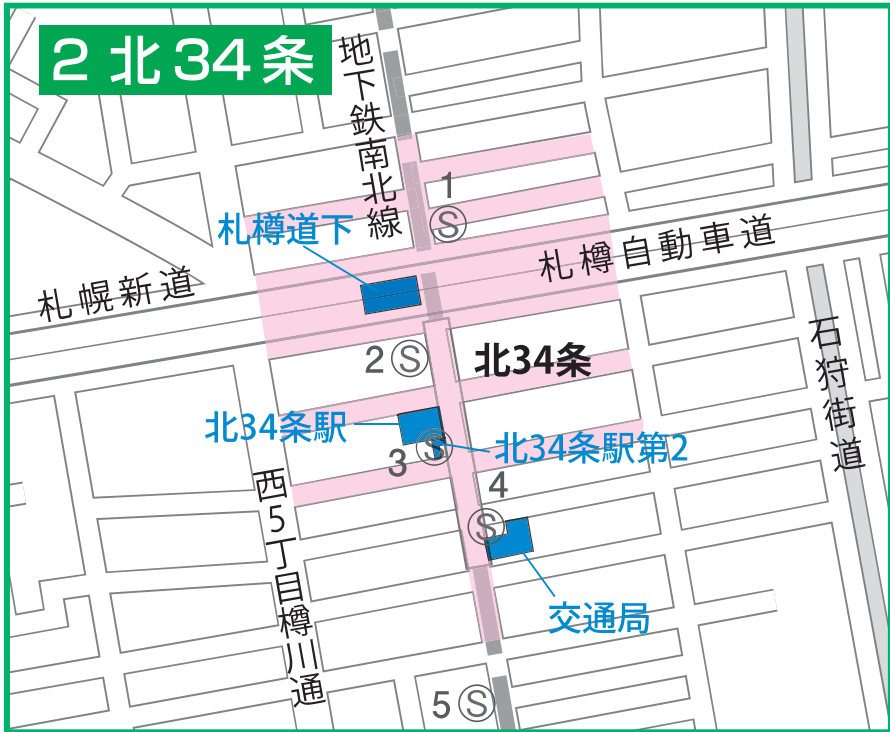 2 北34条
地下鉄南北線
1
Ⓢ
札樽道下
札幌新道
札樽自動車道
2 Ⓢ
北34条
石狩街道
北34条駅
Ⓢ
北34条駅第2
3
4
西5丁目樽川通
Ⓢ
交通局
5 Ⓢ